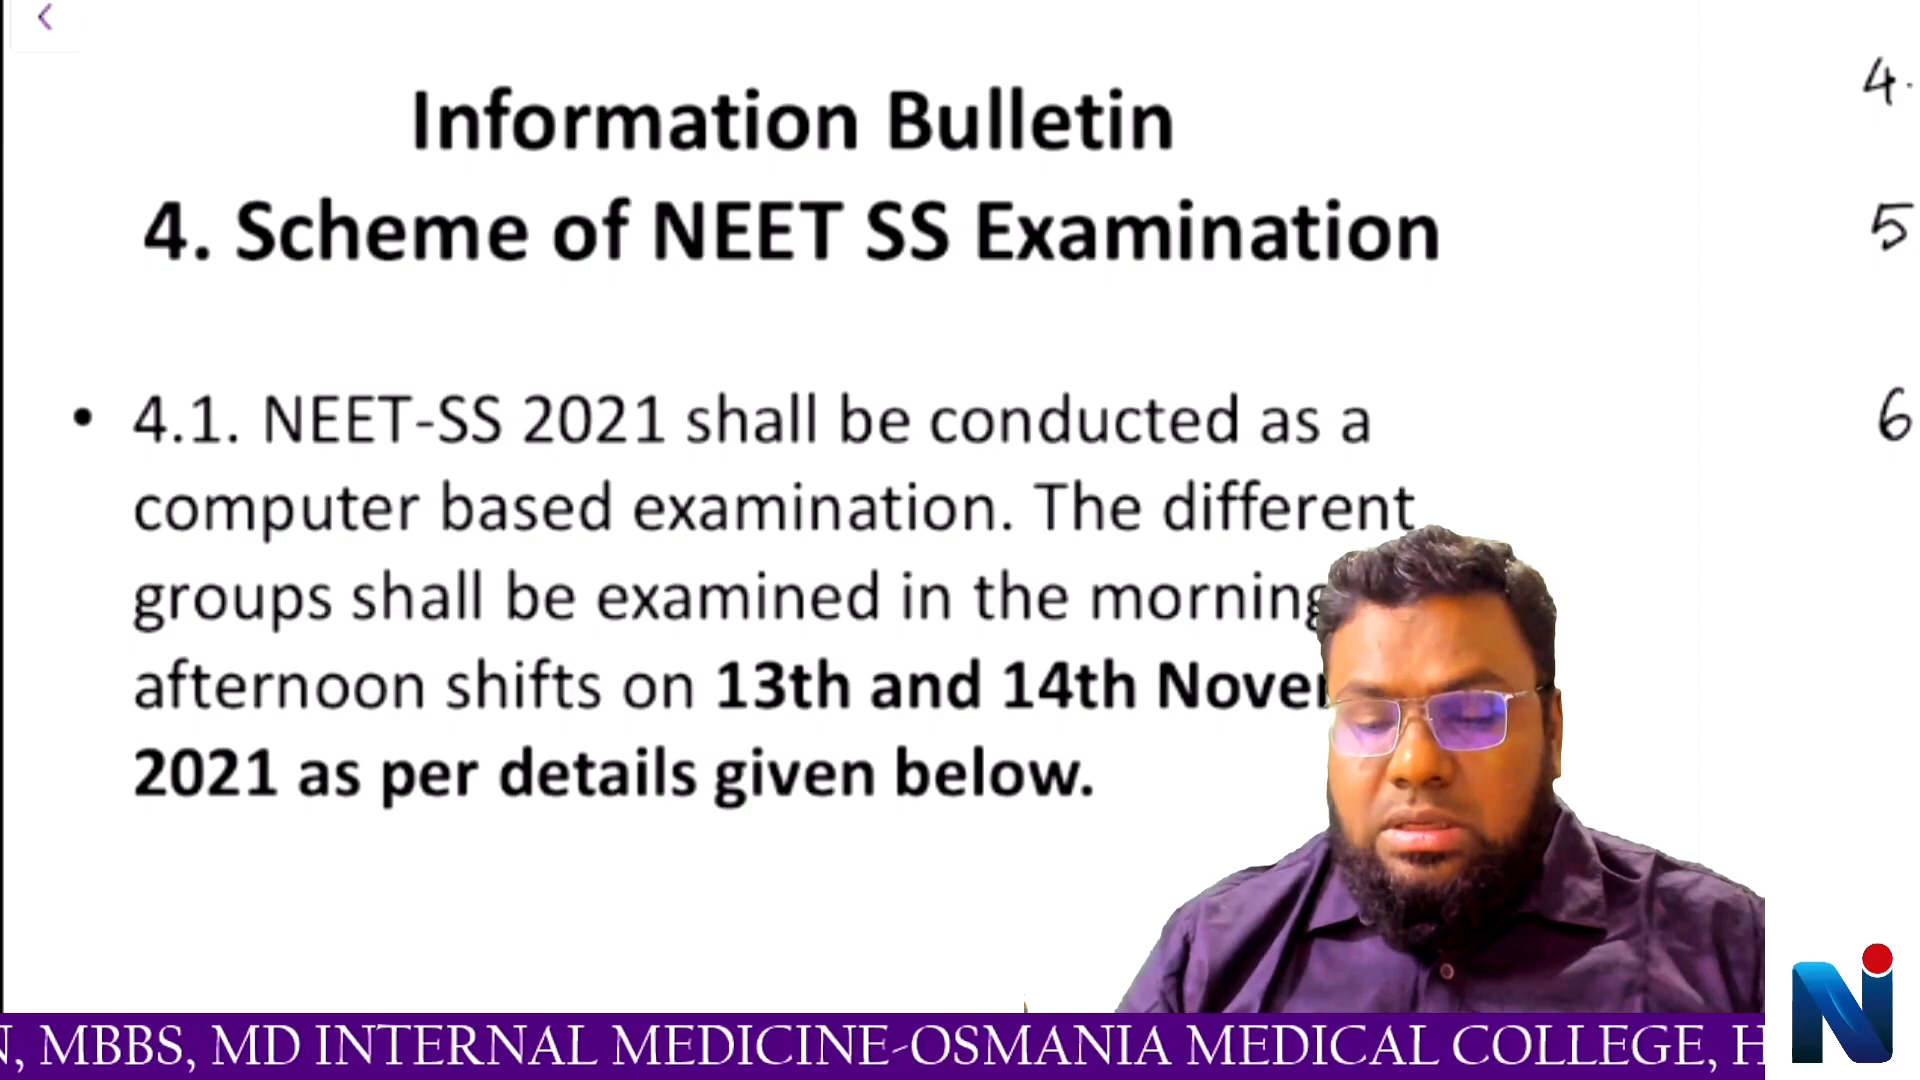 Information Bulletin
4. Scheme of NEET SS Examination
4.
5
6
• 4.1. NEET-SS 2021 shall be conducted as a
computer based examination. The different
groups shall be examined in the morning
afternoon shifts on 13th and 14th
2021 as per details given below.
N, MBBS, MD INTERNAL MEDICINE-OSMANIA MEDICAL COLLEGE, H